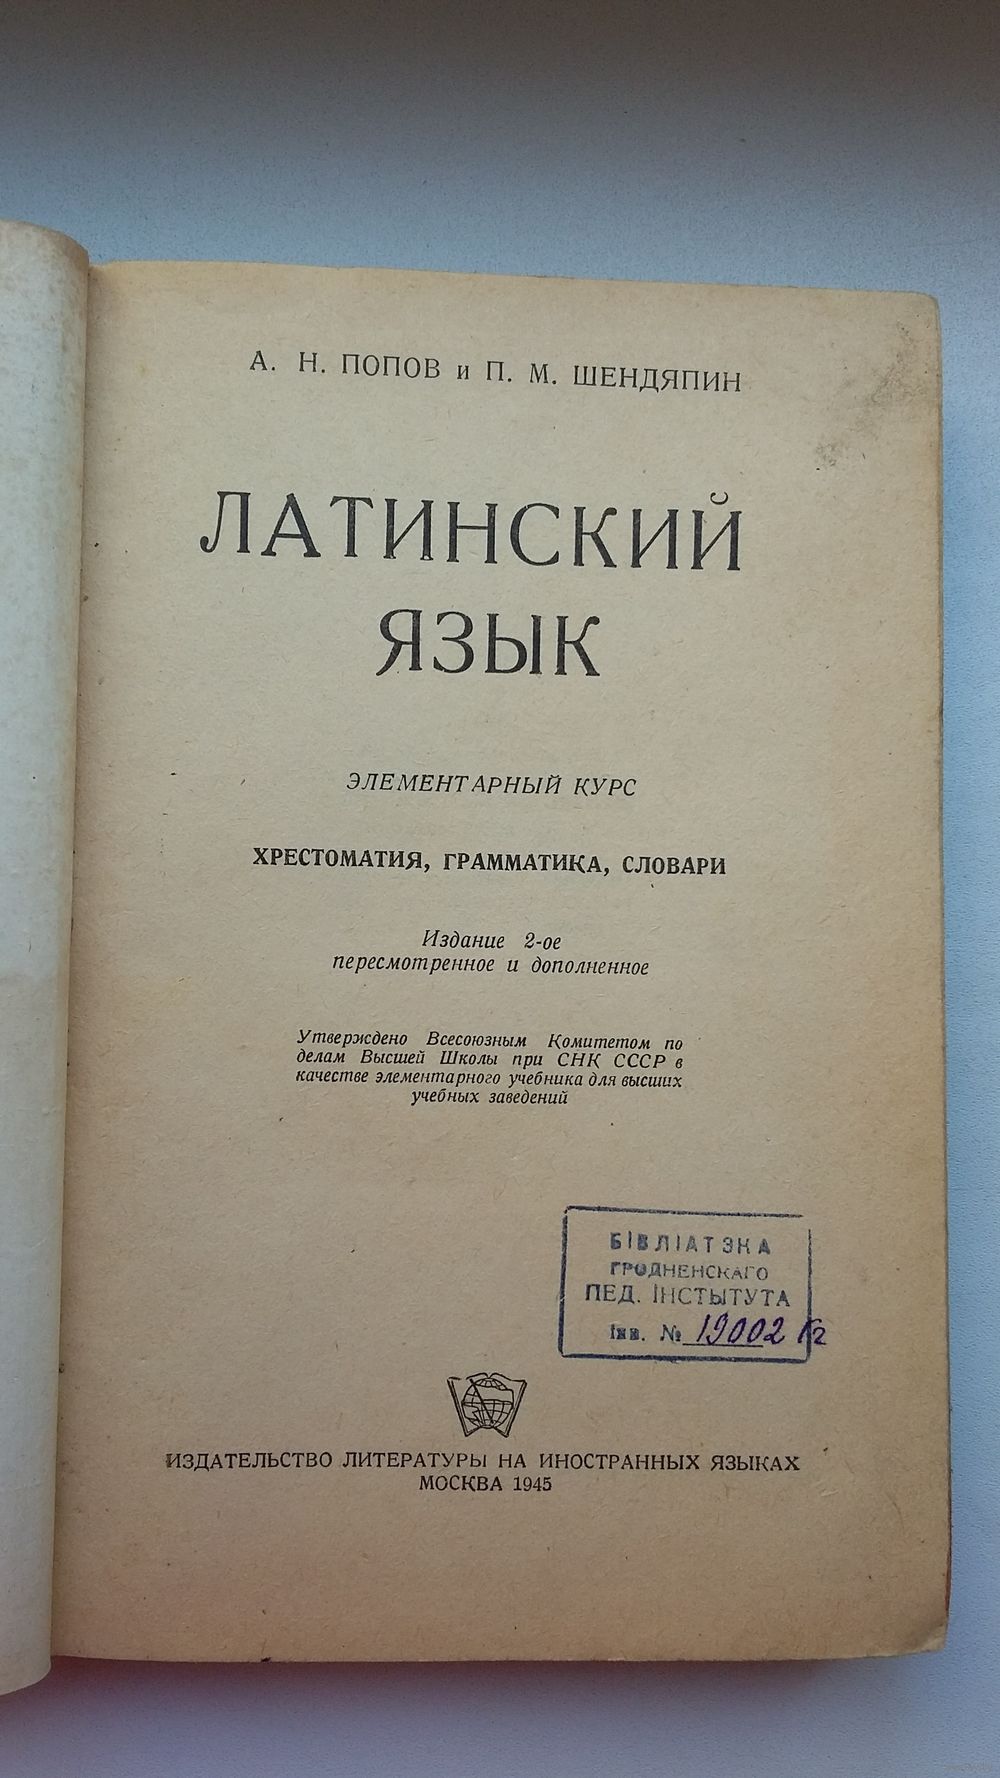 А. Н. ПОПОВ и П. М. ШЕНДЯПИН
ЛАТИНСКИЙ
ЯЗЫК
ЭЛЕМЕНТАРНЫЙ КУРС
ХРЕСТОМАТИЯ, ГРАММАТИКА, СЛОВАРИ
Издание 2-ое
пересмотренное и дополненное
Утверждено Всесоюзным Комитетом по
делам Высшей Школы при СНК СССР в
качестве элементарного учебника для высших
учебных заведений
БІБЛІАТЭКА
ГРОДНЕНСКАГО
ПЕД. ІНСТЫТУТА
Інв. № 19002
ИЗДАТЕЛЬСТВО ЛИТЕРАТУРЫ НА ИНОСТРАННЫХ ЯЗЫКАХ
МОСКВА 1945